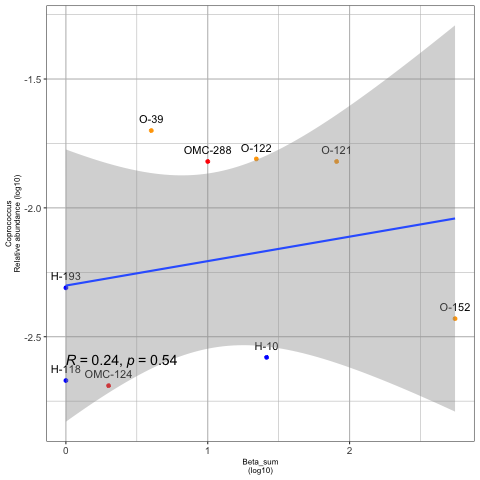 -1.5
O-39
OMC-288
O-122
O-121
-2.0
Coprococcus
Relative abundance (log10)
H-193
O-152
-2.5
H-10
R = 0.24, p = 0.54
H-118
OMC-124
0
1
2
Beta_sum
(log10)